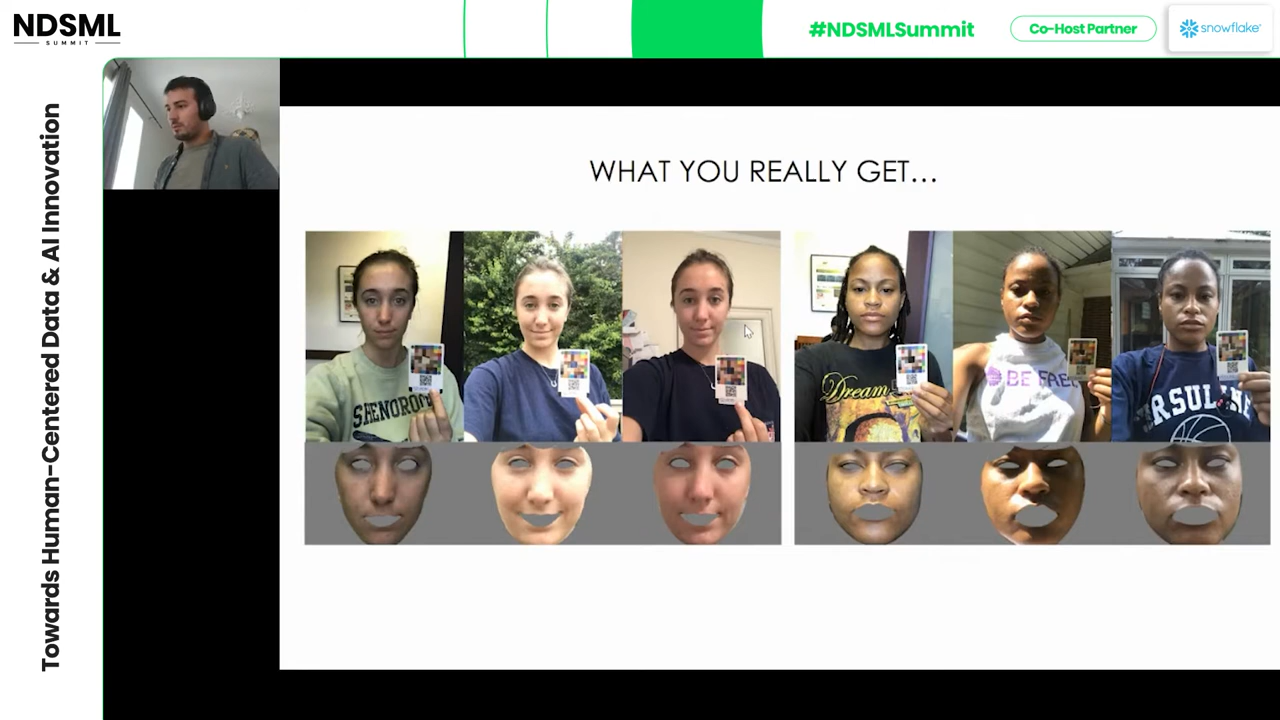 NDSML
SUMMIT
#NDSMLSummit
Co-Host Partner
snowflake
Towards Human-Centered Data & AI Innovation
WHAT YOU REALLY GET...
Dream
BE FAE